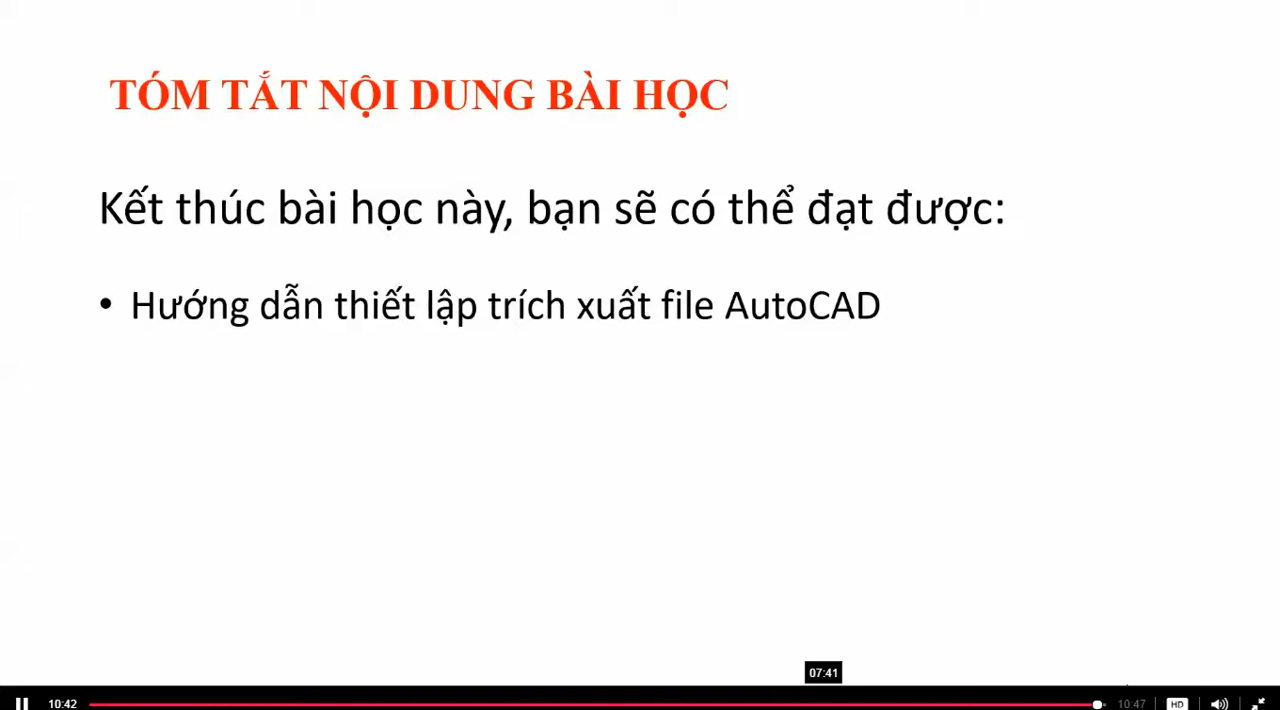 TÓM TẮT NỘI DUNG BÀI HỌC
Kết thúc bài học này, bạn sẽ có thể đạt được:
• Hướng dẫn thiết lập trích xuất file AutoCAD
07:41
10:42
10:47
HD